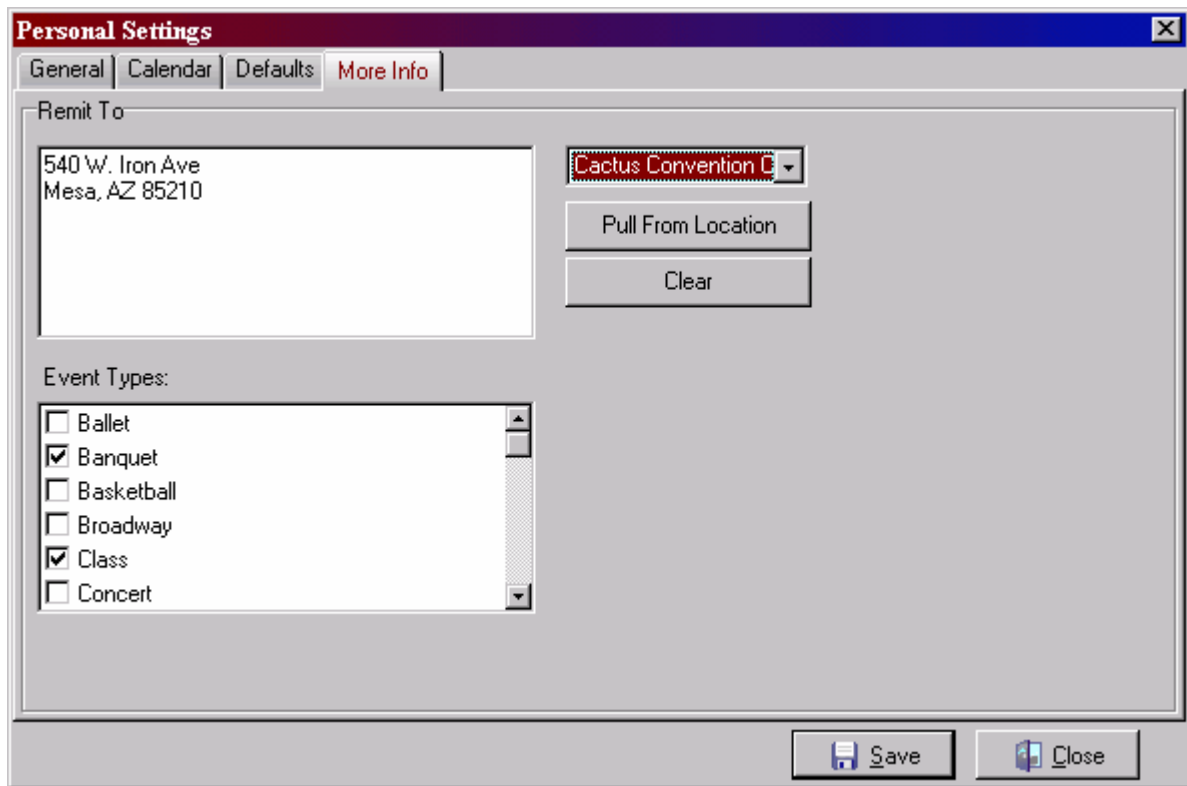 Personal Settings
General Calendar Defaults More Info
Remit To
540 W. Iron Ave
Mesa, AZ 85210
Cactus Convention C
Pull From Location
Clear
Event Types:
Ballet
Banquet
Basketball
Broadway
Class
Concert
Save Close